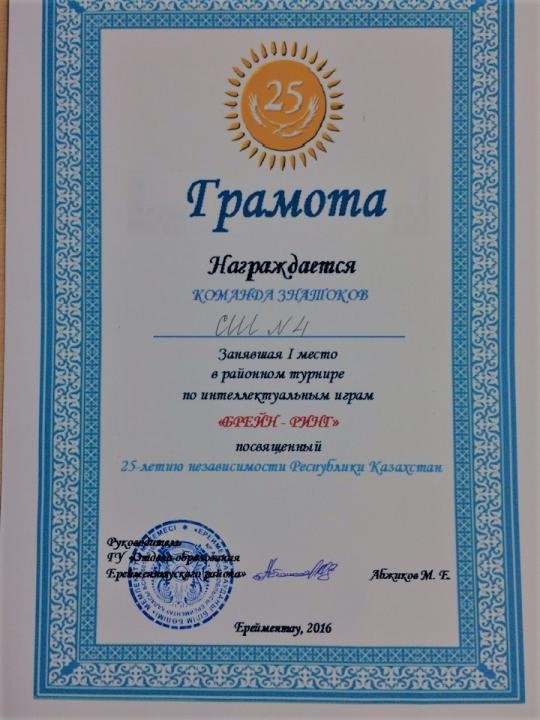 25
Грамота
Награждается
КОМАНДА ЗНАТОКОВ
СШ №4
Занявшая I место
в районном турнире
по интеллектуальным играм
«БРЕЙН - РИНГ»
посвященный
25-летию независимости Республики Казахстан
Руководитель
ГУ «Отдела образования
Ерейментауского района»
Абжиков М. Е.
Ерейментау, 2016